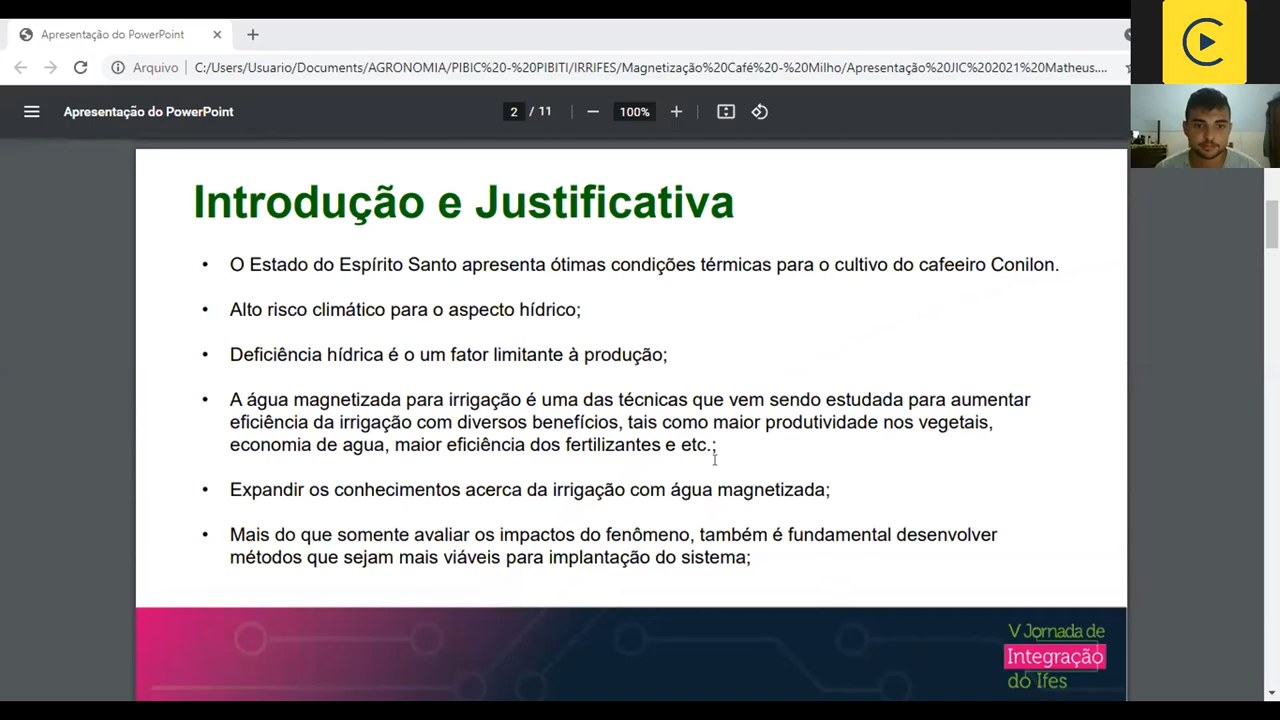 Apresentação do PowerPoint
Arquivo
C:/Users/Usuario/Documents/AGRONOMIA/PIBIC%20-%20PIBITI/IRRIFES/Magnetização%20Café%20-%20Milho/Apresentação%20JIC%202021%20Matheus....
Apresentação do PowerPoint
2 / 11
100%
Introdução e Justificativa
• O Estado do Espírito Santo apresenta ótimas condições térmicas para o cultivo do cafeeiro Conilon.
• Alto risco climático para o aspecto hídrico;
• Deficiência hídrica é o um fator limitante à produção;
• A água magnetizada para irrigação é uma das técnicas que vem sendo estudada para aumentar
eficiência da irrigação com diversos benefícios, tais como maior produtividade nos vegetais,
economia de agua, maior eficiência dos fertilizantes e etc.;
• Expandir os conhecimentos acerca da irrigação com água magnetizada;
• Mais do que somente avaliar os impactos do fenômeno, também é fundamental desenvolver
métodos que sejam mais viáveis para implantação do sistema;
V Jornada de
Integração
do Ifes